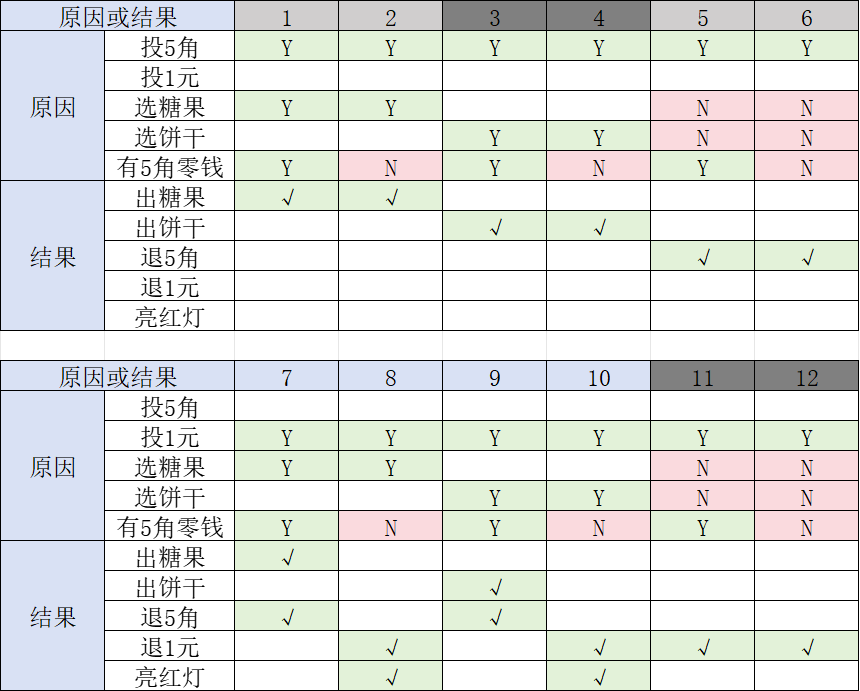 原因或结果 1 2 3 4 5 6
投5角 Y Y Y Y Y Y
投1元
原因 选糖果 Y Y N N
选饼干 Y Y N N
有5角零钱 Y N Y N Y N
出糖果 √ √
出饼干 √ √
结果 退5角 √ √
退1元
亮红灯
原因或结果 7 8 9 10 11 12
投5角
投1元 Y Y Y Y Y Y
原因 选糖果 Y Y N N
选饼干 Y Y N N
有5角零钱 Y N Y N Y N
出糖果 √
出饼干 √
结果 退5角 √ √
退1元 √ √ √ √
亮红灯 √ √